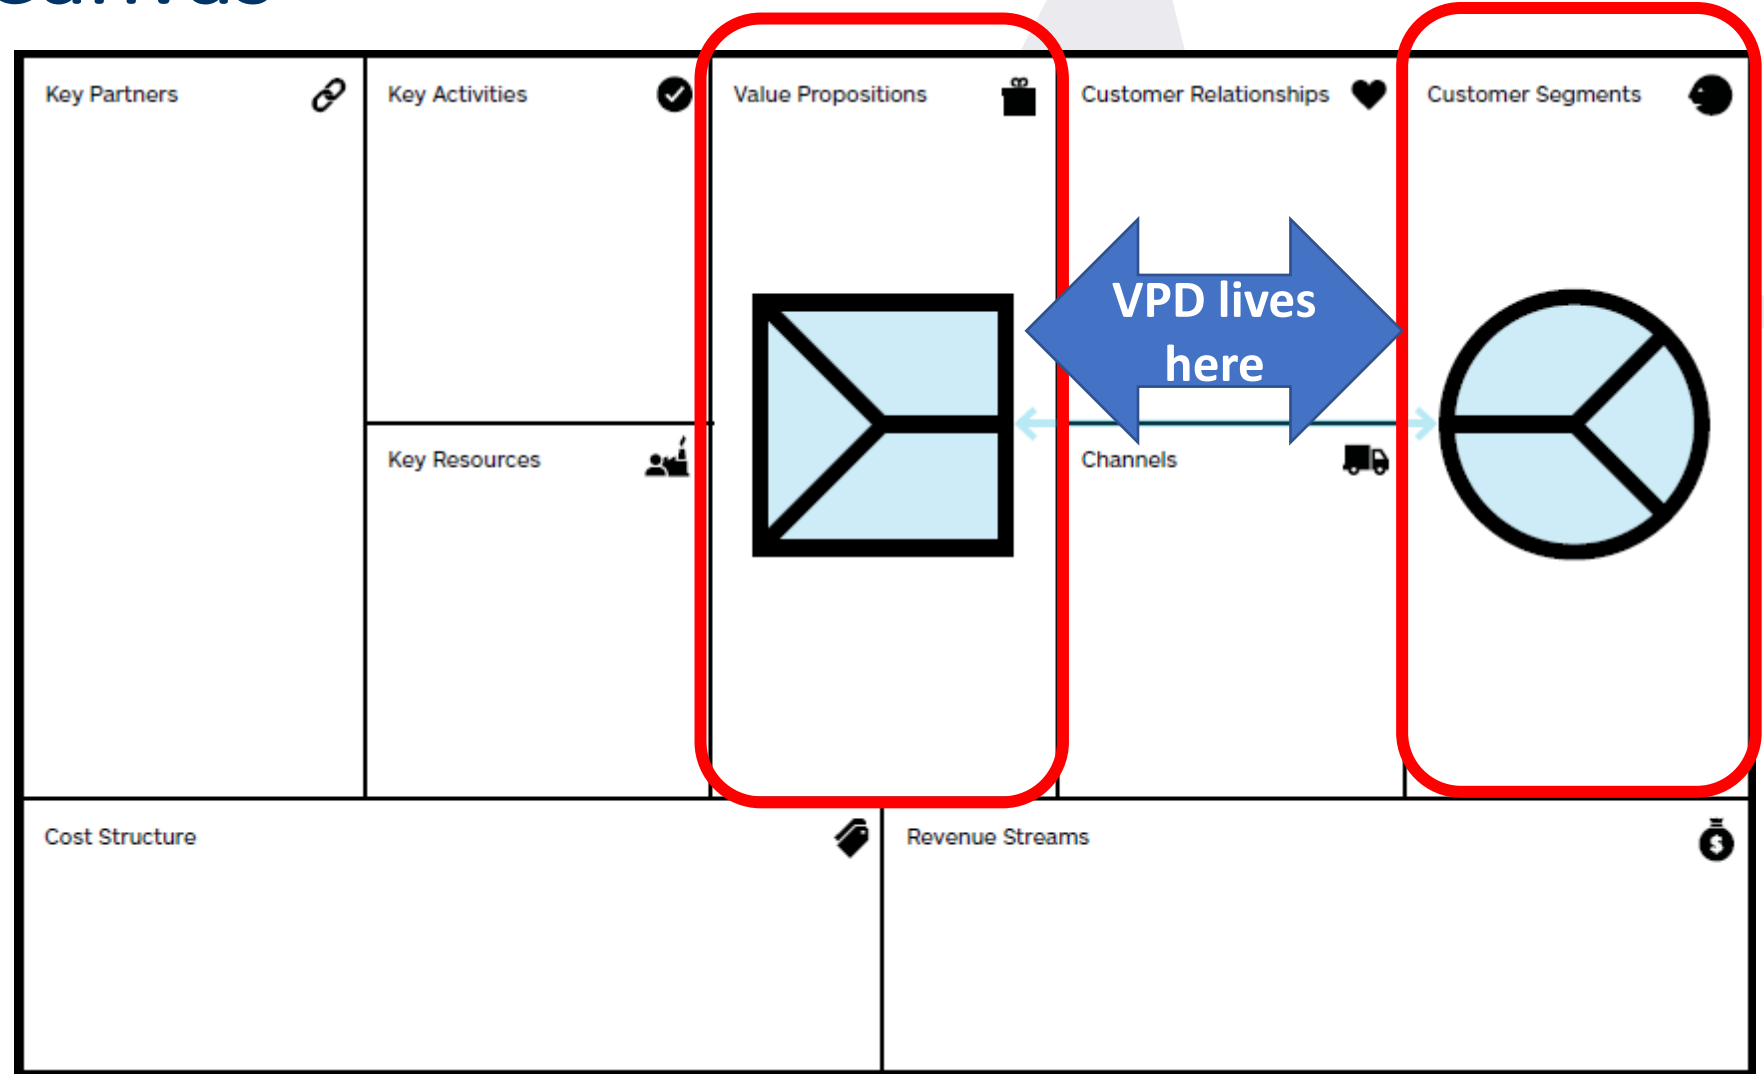 Key Partners
Key Activities
Value Propositions
Customer Relationships
Customer Segments
VPD lives
here
Key Resources
Channels
Cost Structure
Revenue Streams